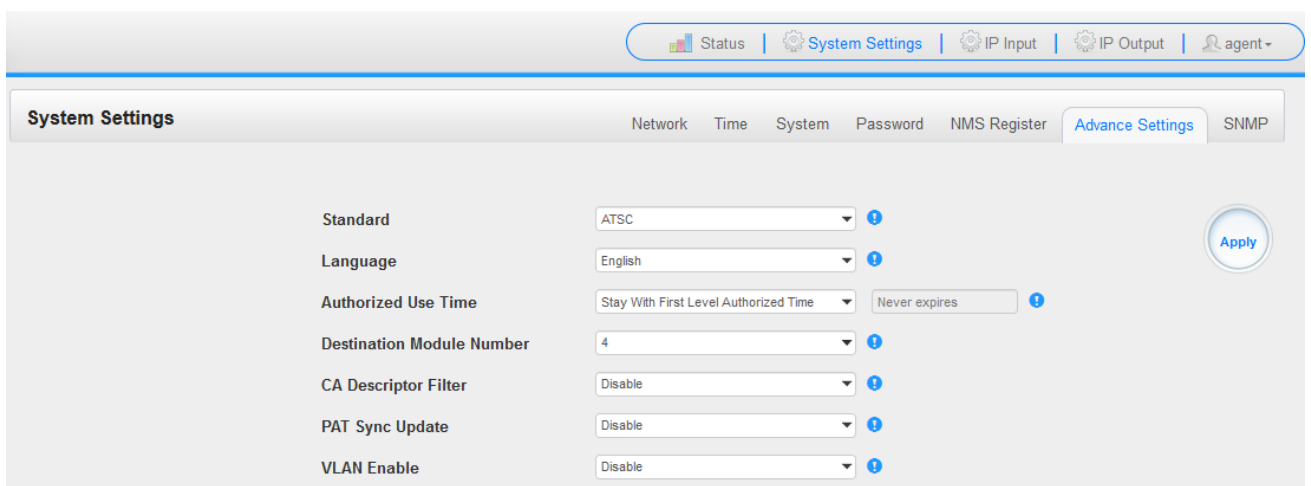 Status | System Settings | IP Input | IP Output | agent
System Settings Network Time System Password NMS Register Advance Settings SNMP
Standard ATSC
Apply
Language English
Authorized Use Time Stay With First Level Authorized Time Never expires
Destination Module Number 4
CA Descriptor Filter Disable
PAT Sync Update Disable
VLAN Enable Disable